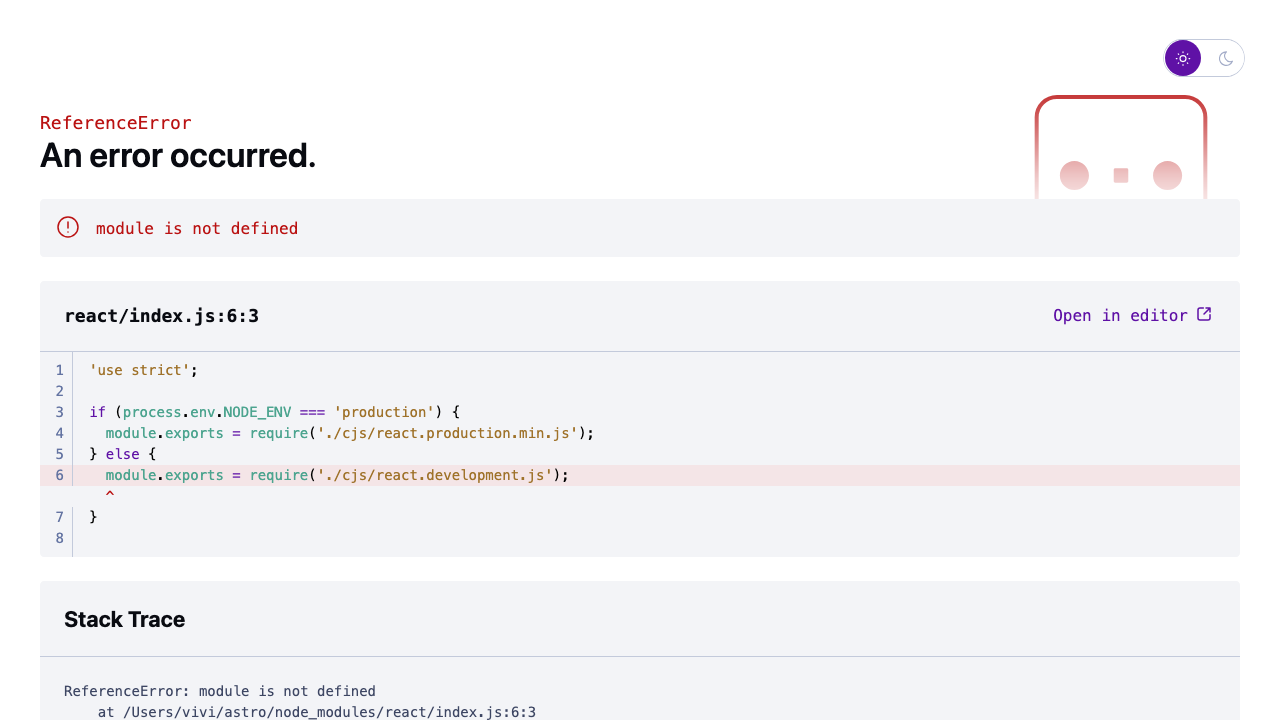 ReferenceError
An error occurred.
module is not defined
react/index.js:6:3
Open in editor
1 'use strict';
2
3 if (process.env.NODE_ENV === 'production') {
4   module.exports = require('./cjs/react.production.min.js');
5 } else {
6   module.exports = require('./cjs/react.development.js');
^
7 }
8
Stack Trace
ReferenceError: module is not defined
    at /Users/vivi/astro/node_modules/react/index.js:6:3